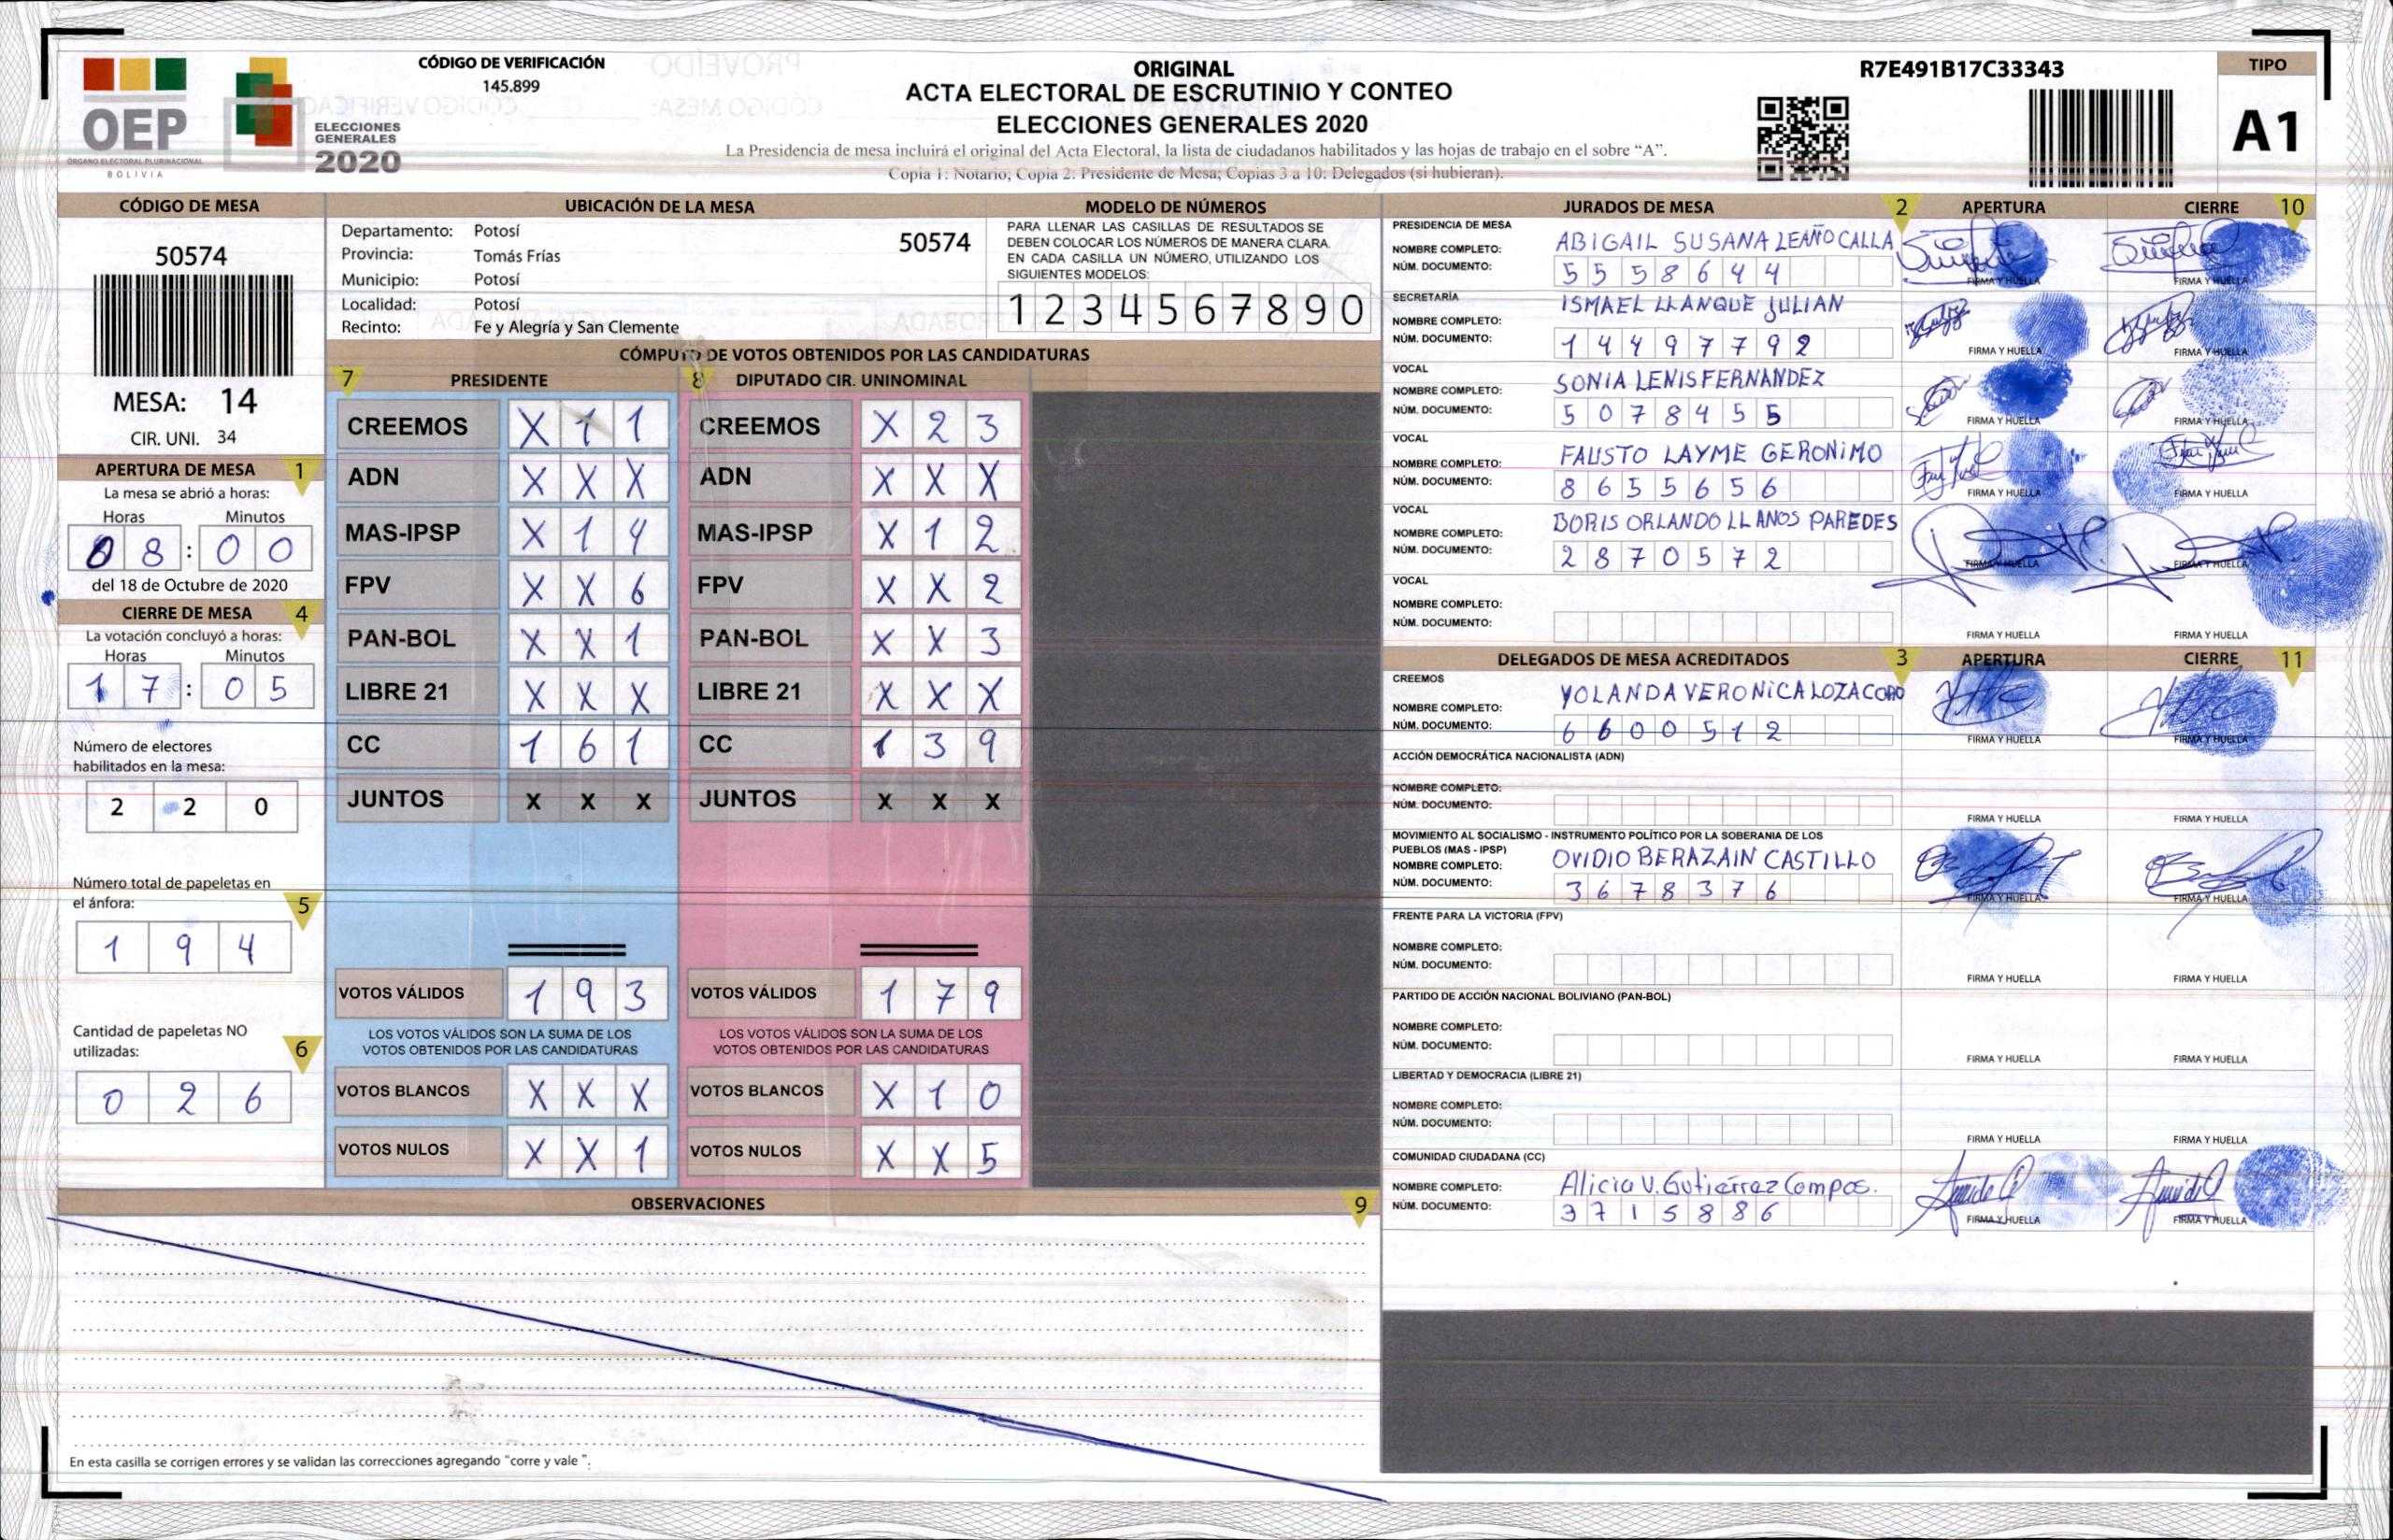 OEP
ÓRGANO ELECTORAL PLURINACIONAL
BOLIVIA
ELECCIONES
GENERALES
2020
CÓDIGO DE VERIFICACIÓN
145.899
ORIGINAL
ACTA ELECTORAL DE ESCRUTINIO Y CONTEO
ELECCIONES GENERALES 2020
La Presidencia de mesa incluirá el original del Acta Electoral, la lista de ciudadanos habilitados y las hojas de trabajo en el sobre “A”.
Copia 1: Notario; Copia 2: Presidente de Mesa; Copias 3 a 10: Delegados (si hubieran).
R7E491B17C33343
TIPO
A1
CÓDIGO DE MESA
50574
MESA: 14
CIR. UNI. 34
APERTURA DE MESA 1
La mesa se abrió a horas:
Horas Minutos
0 8 : 0 0
del 18 de Octubre de 2020
CIERRE DE MESA 4
La votación concluyó a horas:
Horas Minutos
1 7 : 0 5
Número de electores
habilitados en la mesa:
2 2 0
Número total de papeletas en
el ánfora: 5
1 9 4
Cantidad de papeletas NO
utilizadas: 6
0 2 6
UBICACIÓN DE LA MESA
Departamento: Potosí
50574
Provincia: Tomás Frías
Municipio: Potosí
Localidad: Potosí
Recinto: Fe y Alegría y San Clemente
MODELO DE NÚMEROS
PARA LLENAR LAS CASILLAS DE RESULTADOS SE
DEBEN COLOCAR LOS NÚMEROS DE MANERA CLARA.
EN CADA CASILLA UN NÚMERO, UTILIZANDO LOS
SIGUIENTES MODELOS:
1 2 3 4 5 6 7 8 9 0
CÓMPUTO DE VOTOS OBTENIDOS POR LAS CANDIDATURAS
7 PRESIDENTE 8 DIPUTADO CIR. UNINOMINAL
CREEMOS X 1 1 CREEMOS X 2 3
ADN X X X ADN X X X
MAS-IPSP X 1 4 MAS-IPSP X 1 2
FPV X X 6 FPV X X 2
PAN-BOL X X 1 PAN-BOL X X 3
LIBRE 21 X X X LIBRE 21 X X X
CC 1 6 1 CC 1 3 9
JUNTOS X X X JUNTOS X X X
VOTOS VÁLIDOS 1 9 3 VOTOS VÁLIDOS 1 7 9
LOS VOTOS VÁLIDOS SON LA SUMA DE LOS LOS VOTOS VÁLIDOS SON LA SUMA DE LOS
VOTOS OBTENIDOS POR LAS CANDIDATURAS VOTOS OBTENIDOS POR LAS CANDIDATURAS
VOTOS BLANCOS X X X VOTOS BLANCOS X 1 0
VOTOS NULOS X X 1 VOTOS NULOS X X 5
OBSERVACIONES 9
En esta casilla se corrigen errores y se validan las correcciones agregando “corre y vale ”.
JURADOS DE MESA 2 APERTURA CIERRE 10
PRESIDENCIA DE MESA
NOMBRE COMPLETO: ABIGAIL SUSANA LEAÑO CALLA
NÚM. DOCUMENTO: 5 5 5 8 6 4 4
FIRMA Y HUELLA FIRMA Y HUELLA
SECRETARÍA
NOMBRE COMPLETO: ISMAEL LLANQUE JULIAN
NÚM. DOCUMENTO: 1 4 4 9 7 7 9 2
FIRMA Y HUELLA FIRMA Y HUELLA
VOCAL
NOMBRE COMPLETO: SONIA LENIS FERNANDEZ
NÚM. DOCUMENTO: 5 0 7 8 4 5 5
FIRMA Y HUELLA FIRMA Y HUELLA
VOCAL
NOMBRE COMPLETO: FAUSTO LAYME GERONIMO
NÚM. DOCUMENTO: 8 6 5 5 6 5 6
FIRMA Y HUELLA FIRMA Y HUELLA
VOCAL
NOMBRE COMPLETO: BORIS ORLANDO LLANOS PAREDES
NÚM. DOCUMENTO: 2 8 7 0 5 7 2
FIRMA Y HUELLA FIRMA Y HUELLA
VOCAL
NOMBRE COMPLETO:
NÚM. DOCUMENTO:
FIRMA Y HUELLA FIRMA Y HUELLA
DELEGADOS DE MESA ACREDITADOS 3 APERTURA CIERRE 11
CREEMOS
NOMBRE COMPLETO: YOLANDA VERONICA LOZA CORO
NÚM. DOCUMENTO: 6 6 0 0 5 1 2
FIRMA Y HUELLA FIRMA Y HUELLA
ACCIÓN DEMOCRÁTICA NACIONALISTA (ADN)
NOMBRE COMPLETO:
NÚM. DOCUMENTO:
FIRMA Y HUELLA FIRMA Y HUELLA
MOVIMIENTO AL SOCIALISMO - INSTRUMENTO POLÍTICO POR LA SOBERANIA DE LOS
PUEBLOS (MAS - IPSP)
NOMBRE COMPLETO: OVIDIO BERAZAIN CASTILLO
NÚM. DOCUMENTO: 3 6 7 8 3 7 6
FIRMA Y HUELLA FIRMA Y HUELLA
FRENTE PARA LA VICTORIA (FPV)
NOMBRE COMPLETO:
NÚM. DOCUMENTO:
FIRMA Y HUELLA FIRMA Y HUELLA
PARTIDO DE ACCIÓN NACIONAL BOLIVIANO (PAN-BOL)
NOMBRE COMPLETO:
NÚM. DOCUMENTO:
FIRMA Y HUELLA FIRMA Y HUELLA
LIBERTAD Y DEMOCRACIA (LIBRE 21)
NOMBRE COMPLETO:
NÚM. DOCUMENTO:
FIRMA Y HUELLA FIRMA Y HUELLA
COMUNIDAD CIUDADANA (CC)
NOMBRE COMPLETO: Alicia V. Gutierrez Campos.
NÚM. DOCUMENTO: 3 7 1 5 8 8 6
FIRMA Y HUELLA FIRMA Y HUELLA